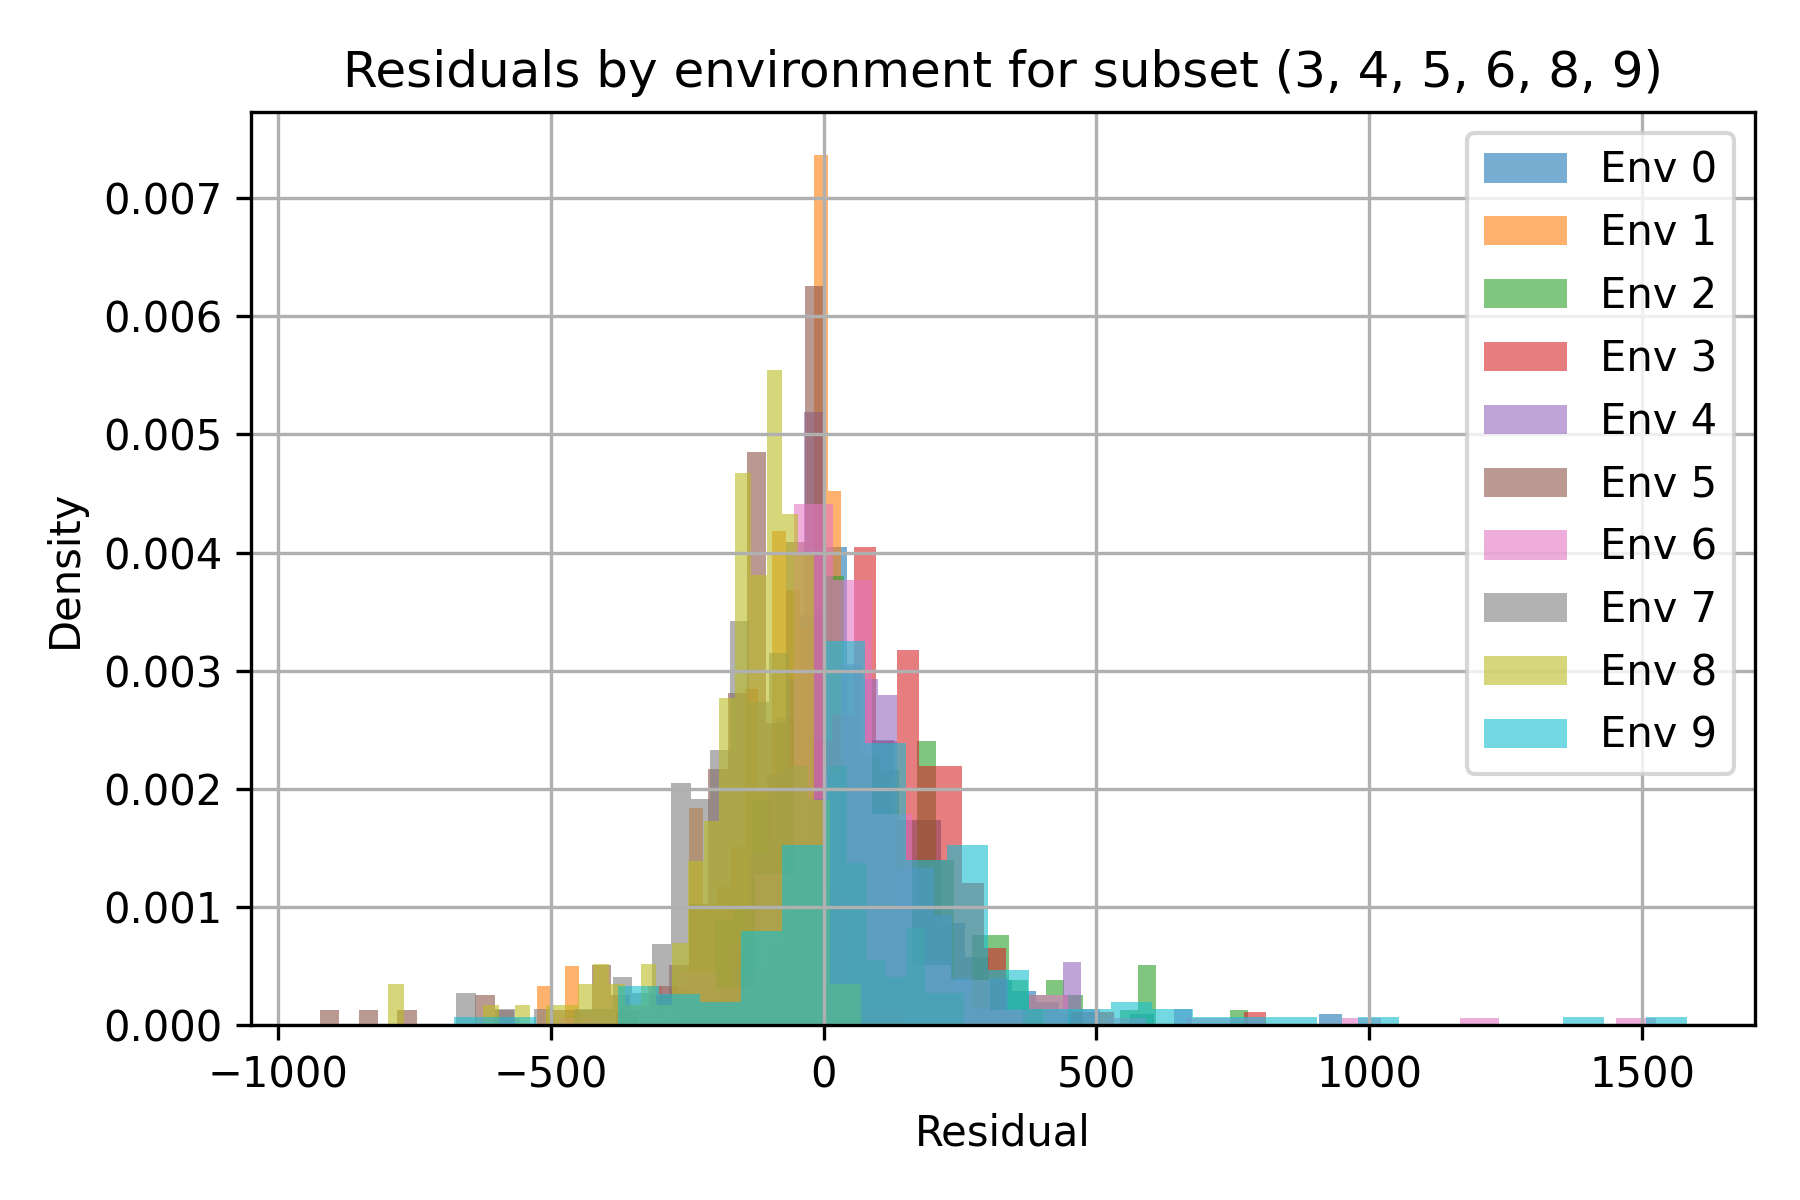 Residuals by environment for subset (3, 4, 5, 6, 8, 9)
Density
0.007
0.006
0.005
0.004
0.003
0.002
0.001
0.000
−1000
−500
0
500
1000
1500
Residual
Env 0
Env 1
Env 2
Env 3
Env 4
Env 5
Env 6
Env 7
Env 8
Env 9